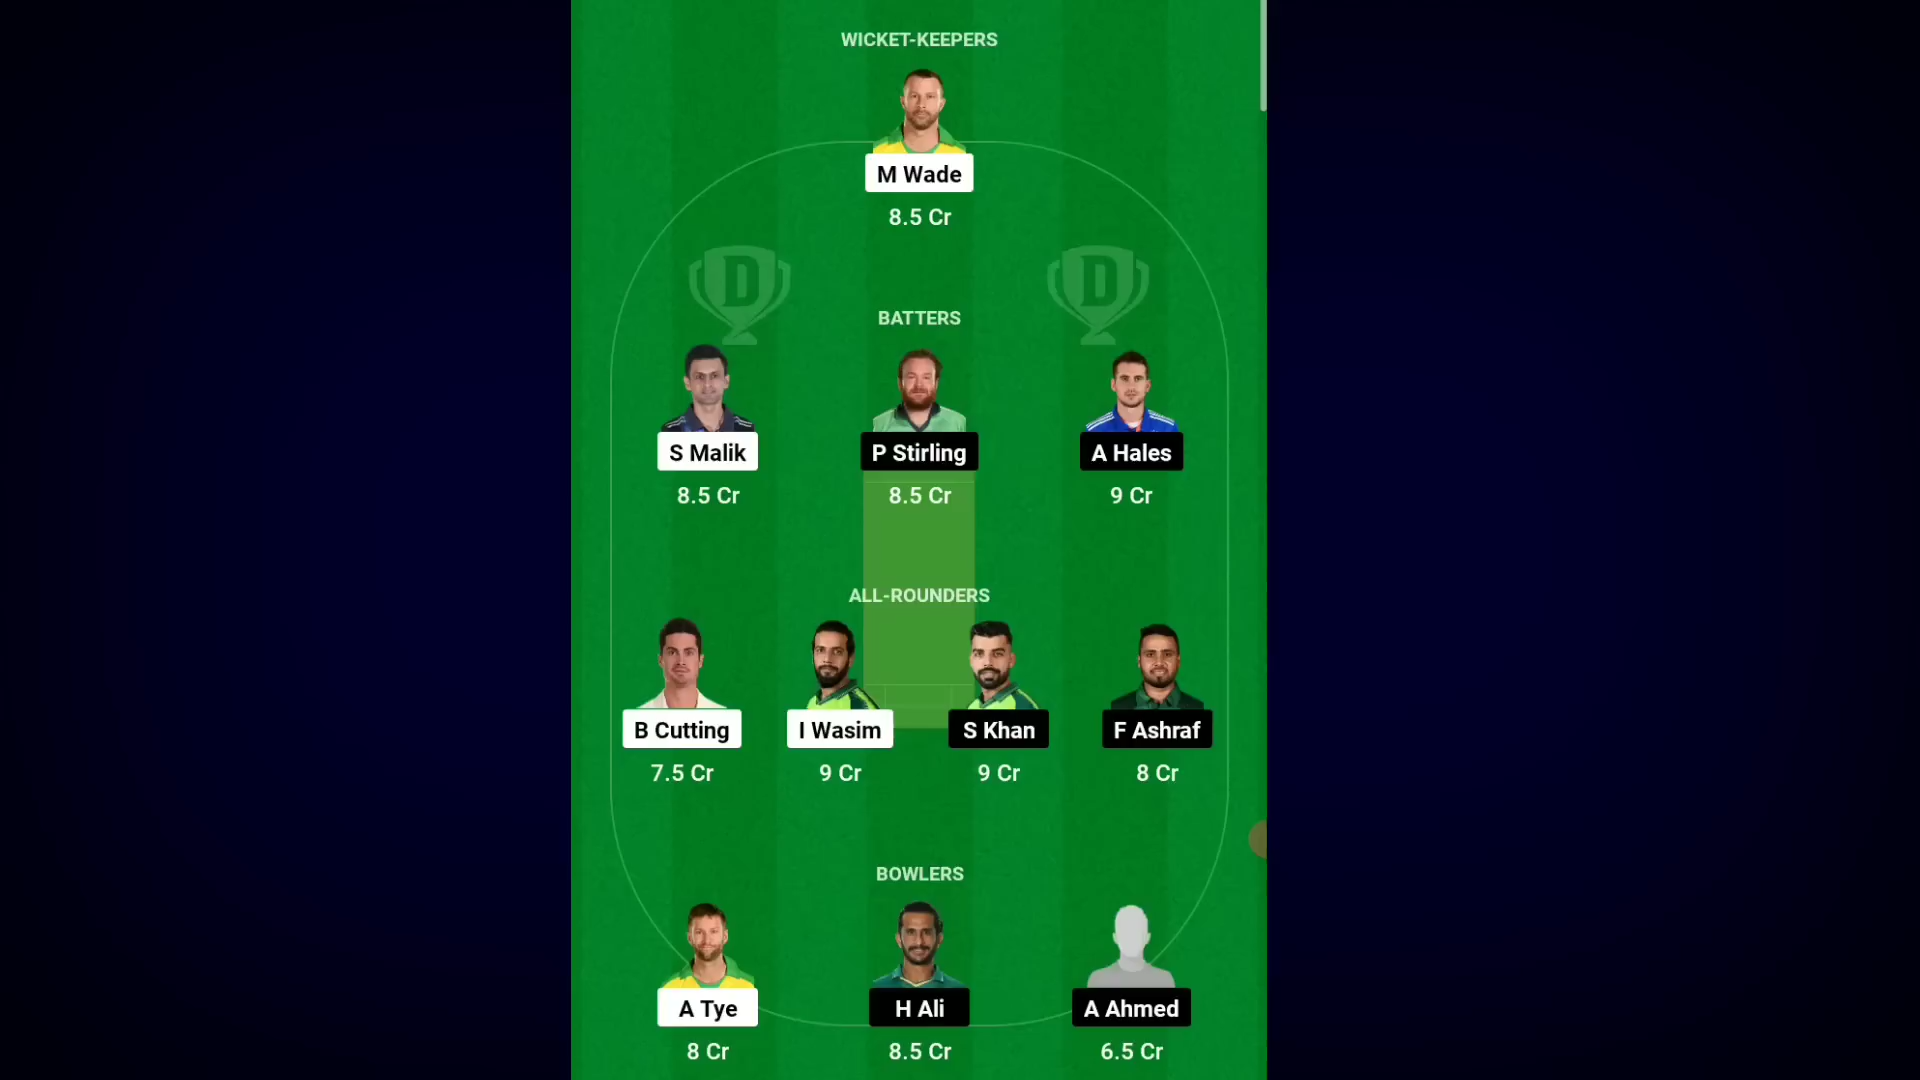 WICKET-KEEPERS
M Wade
8.5 Cr
D D
BATTERS
S Malik P Stirling A Hales
8.5 Cr 8.5 Cr 9 Cr
ALL-ROUNDERS
B Cutting I Wasim S Khan F Ashraf
7.5 Cr 9 Cr 9 Cr 8 Cr
BOWLERS
A Tye H Ali A Ahmed
8 Cr 8.5 Cr 6.5 Cr